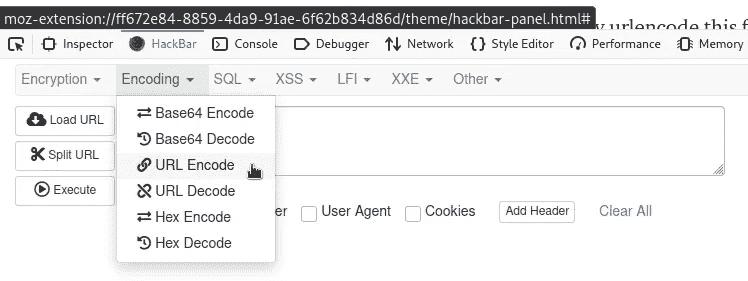 moz-extension://ff672e84-8859-4da9-91ae-6f62b834d86d/theme/hackbar-panel.html# urlencode this f
Inspector HackBar Console Debugger Network Style Editor Performance Memory
Encryption Encoding SQL XSS LFI XXE Other
Load URL
Split URL
Execute
Base64 Encode
Base64 Decode
URL Encode
URL Decode
Hex Encode
Hex Decode
er User Agent Cookies Add Header Clear All